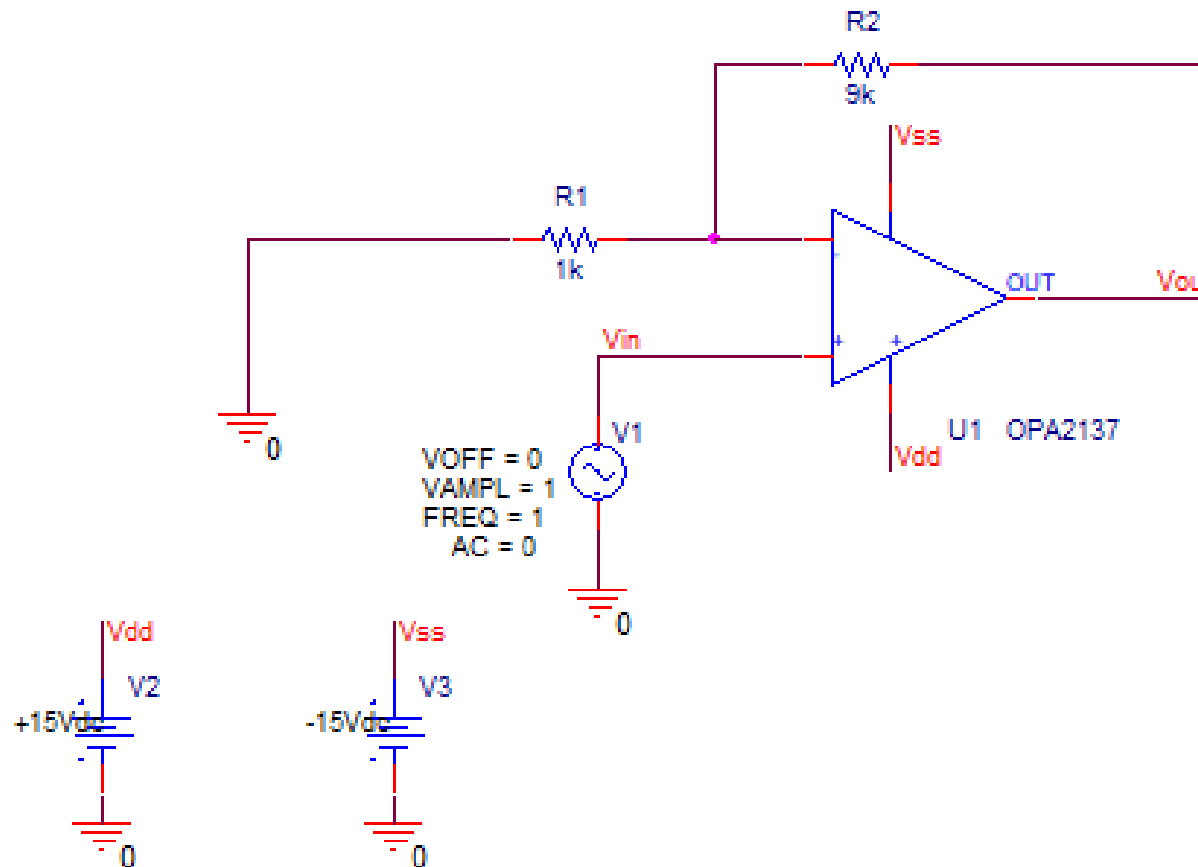 R2
9k
Vss
R1
1k
OUT
Vou
Vin
U1 OPA2137
V1
Vdd
VOFF = 0
VAMPL = 1
FREQ = 1
AC = 0
0
0
Vdd
Vss
V2
V3
+15Vdc
-15Vdc
0
0